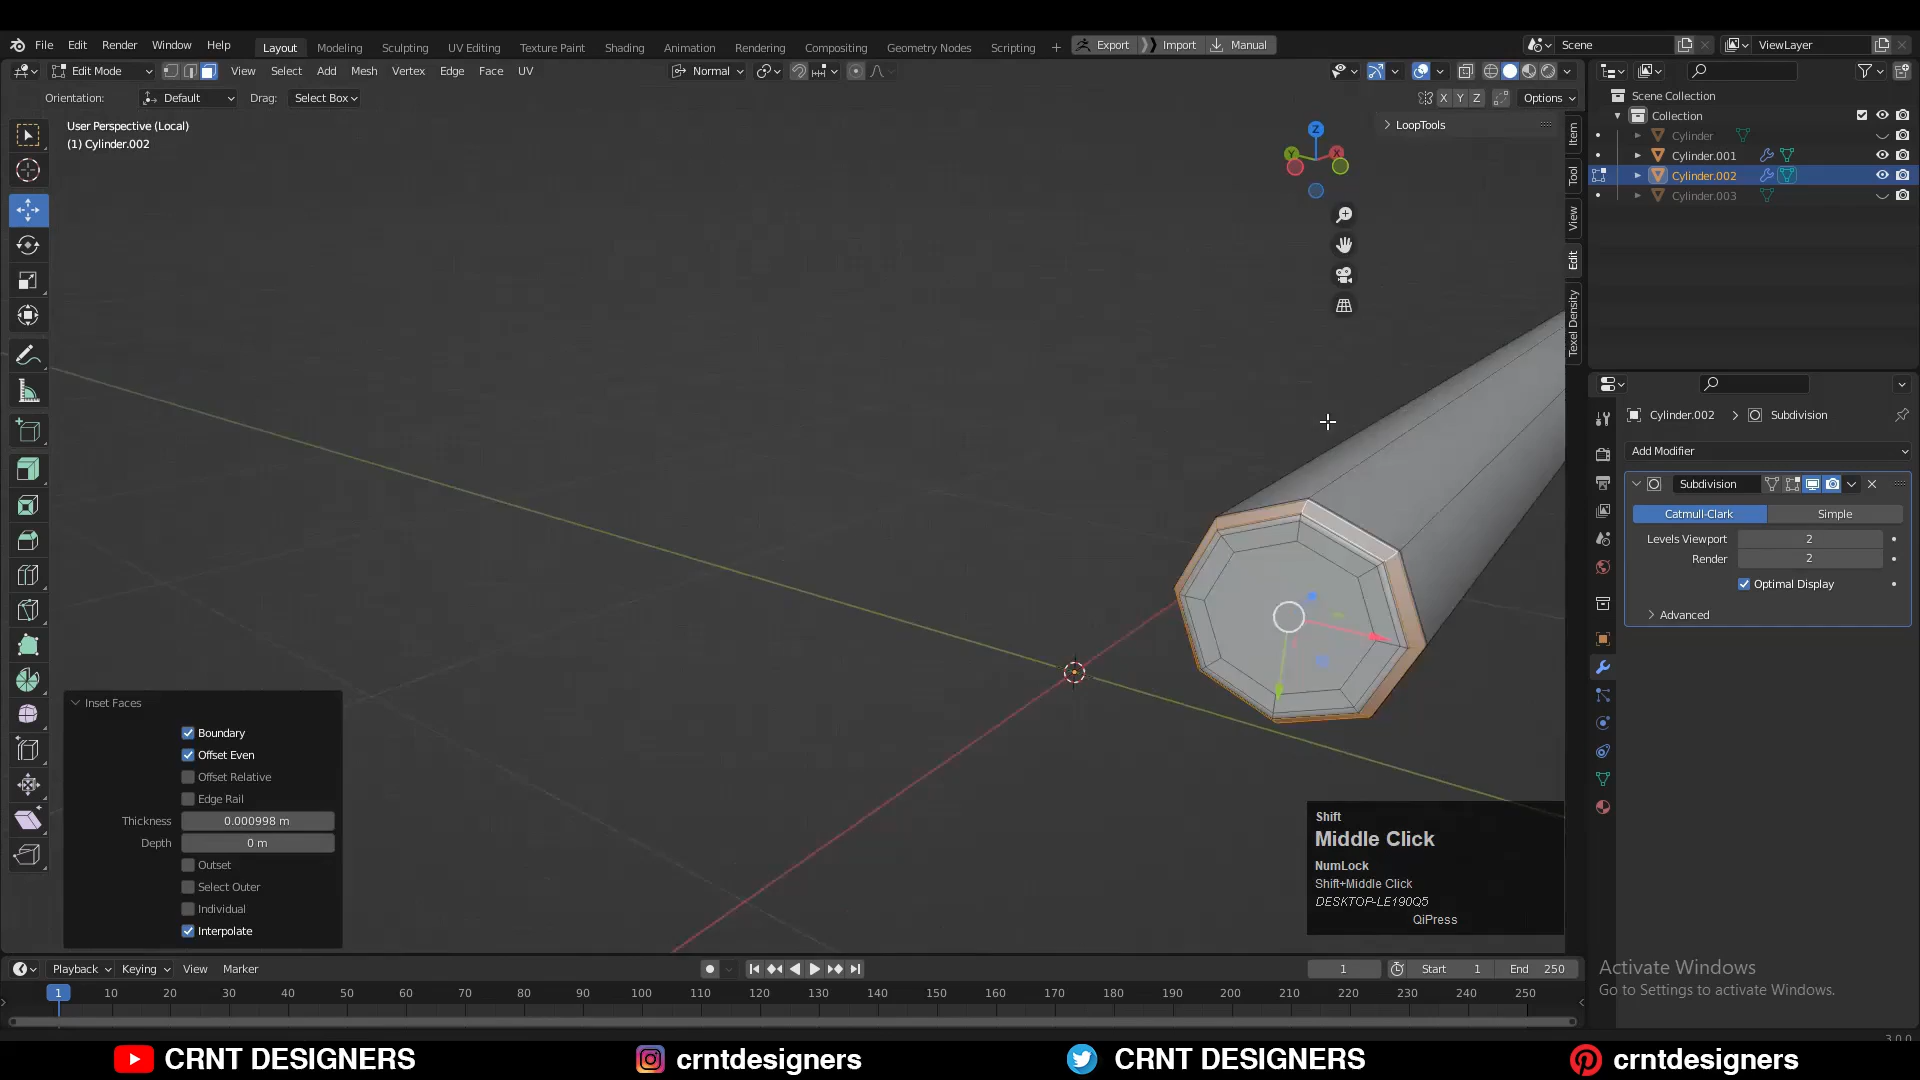 File Edit Render Window Help
Layout Modeling Sculpting UV Editing Texture Paint Shading Animation Rendering Compositing Geometry Nodes Scripting +
Export Import Manual
Scene ViewLayer
Edit Mode View Select Add Mesh Vertex Edge Face UV
Normal
Orientation: Default Drag: Select Box
X Y Z Options
User Perspective (Local)
(1) Cylinder.002
LoopTools
Z
Y
X
Item
Tool
View
Edit
Texel Density
Scene Collection
Collection
Cylinder
Cylinder.001
Cylinder.002
Cylinder.003
Cylinder.002 > Subdivision
Add Modifier
Subdivision
Catmull-Clark Simple
Levels Viewport 2
Render 2
Optimal Display
Advanced
Inset Faces
Boundary
Offset Even
Offset Relative
Edge Rail
Thickness 0.000998 m
Depth 0 m
Outset
Select Outer
Individual
Interpolate
Shift
Middle Click
NumLock
Shift+Middle Click
DESKTOP-LE190Q5
QiPress
Playback Keying View Marker
1 Start 1 End 250
1 10 20 30 40 50 60 70 80 90 100 110 120 130 140 150 160 170 180 190 200 210 220 230 240 250
Activate Windows
Go to Settings to activate Windows.
3.0.0
CRNT DESIGNERS crntdesigners CRNT DESIGNERS crntdesigners